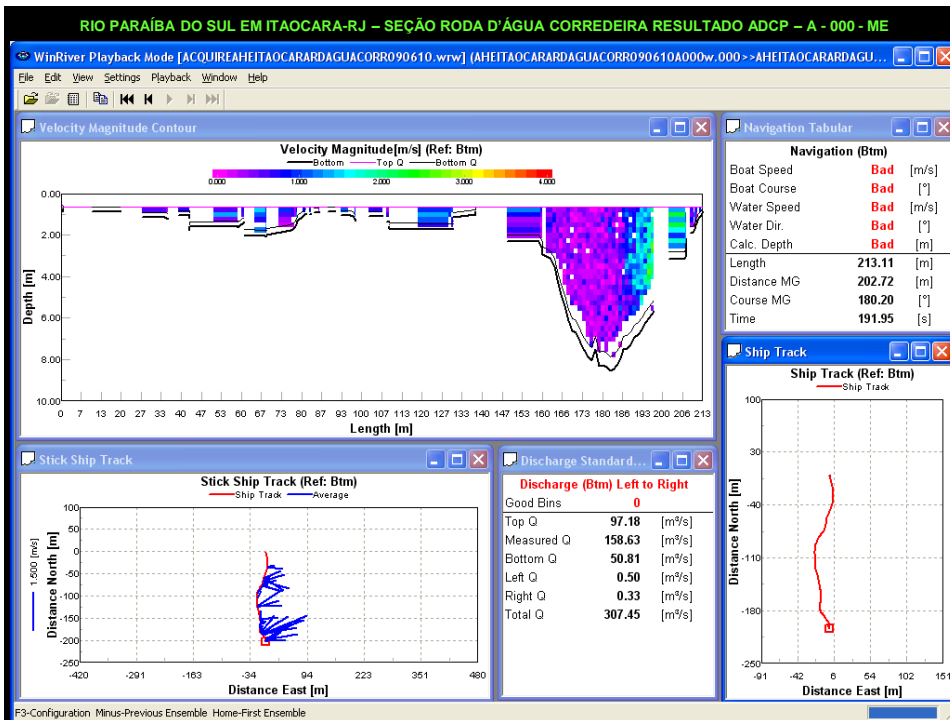 RIO PARAÍBA DO SUL EM ITAOCARA-RJ – SEÇÃO RODA D'ÁGUA CORREDEIRA RESULTADO ADCP – A - 000 - ME
WinRiver Playback Mode [ACQUIREAHEITAOCARARDAGUACORR090610.wrw] (AHEITAOCARARDAGUACORR090610A000w.000>>AHEITAOCARARDAGU...
File Edit View Settings Playback Window Help
Velocity Magnitude Contour
Velocity Magnitude[m/s] (Ref: Btm)
Bottom Top Q Bottom Q
0.000 1.000 2.000 3.000 4.000
0.00
2.00
4.00
6.00
8.00
10.00
Depth [m]
0 7 13 20 27 33 40 47 53 60 67 73 80 87 93 100 107 113 120 127 133 140 147 153 160 166 173 180 186 193 200 206 213
Length [m]
Navigation Tabular
Navigation (Btm)
Boat Speed Bad [m/s]
Boat Course Bad [°]
Water Speed Bad [m/s]
Water Dir. Bad [°]
Calc. Depth Bad [m]
Length 213.11 [m]
Distance MG 202.72 [m]
Course MG 180.20 [°]
Time 191.95 [s]
Stick Ship Track
Stick Ship Track (Ref: Btm)
Ship Track Average
1.500 [m/s]
Distance North [m]
100
50
0
-50
-100
-150
-200
-250
-420 -291 -163 -34 94 223 351 480
Distance East [m]
Discharge Standard...
Discharge (Btm) Left to Right
Good Bins 0
Top Q 97.18 [m³/s]
Measured Q 158.63 [m³/s]
Bottom Q 50.81 [m³/s]
Left Q 0.50 [m³/s]
Right Q 0.33 [m³/s]
Total Q 307.45 [m³/s]
Ship Track
Ship Track (Ref: Btm)
Ship Track
100
30
-40
-110
-180
-250
Distance North [m]
-91 -42 6 54 102 151
Distance East [m]
F3-Configuration Minus-Previous Ensemble Home-First Ensemble